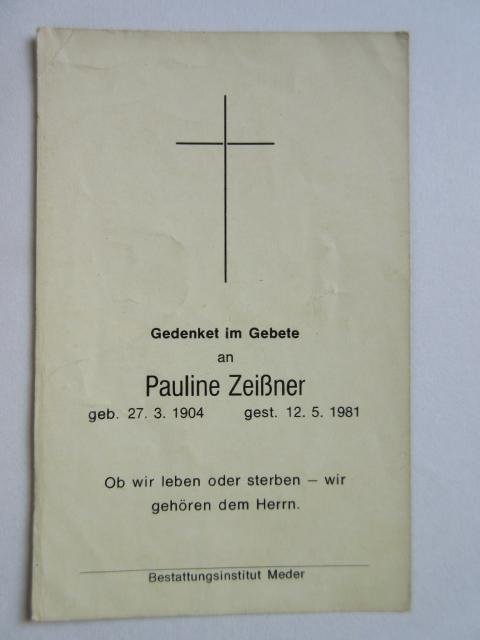 Gedenket im Gebete
an
Pauline Zeißner
geb. 27. 3. 1904 gest. 12. 5. 1981
Ob wir leben oder sterben – wir
gehören dem Herrn.
Bestattungsinstitut Meder